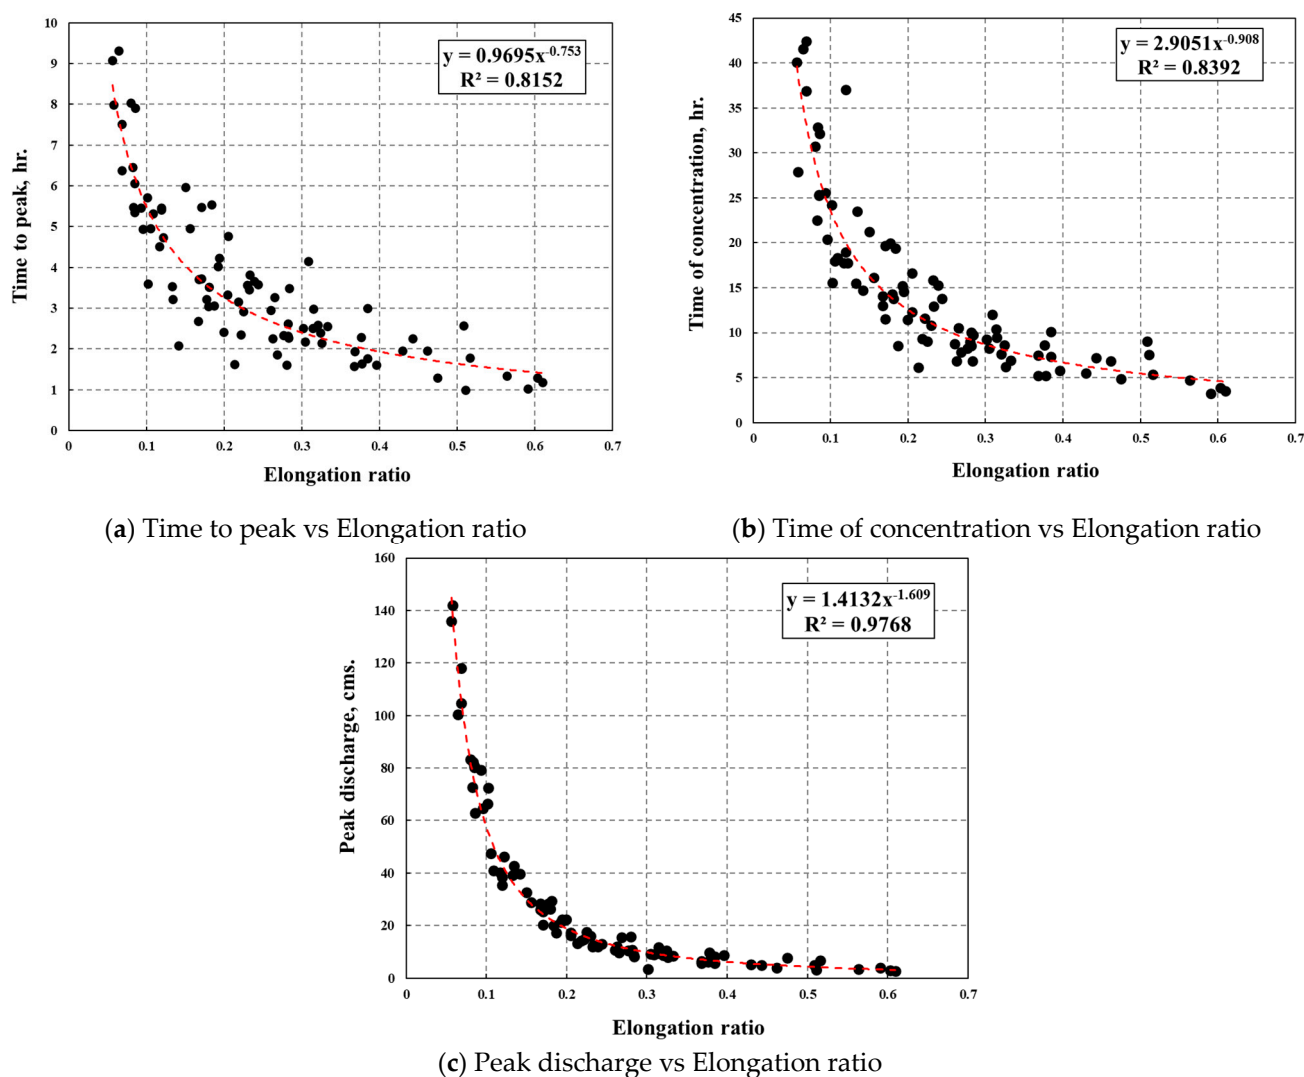 y = 0.9695x^-0.753
R² = 0.8152
Time to peak, hr.
10
9
8
7
6
5
4
3
2
1
0
0 0.1 0.2 0.3 0.4 0.5 0.6 0.7
Elongation ratio
(a) Time to peak vs Elongation ratio
y = 2.9051x^-0.908
R² = 0.8392
Time of concentration, hr.
45
40
35
30
25
20
15
10
5
0
0 0.1 0.2 0.3 0.4 0.5 0.6 0.7
Elongation ratio
(b) Time of concentration vs Elongation ratio
y = 1.4132x^-1.609
R² = 0.9768
Peak discharge, cms.
160
140
120
100
80
60
40
20
0
0 0.1 0.2 0.3 0.4 0.5 0.6 0.7
Elongation ratio
(c) Peak discharge vs Elongation ratio